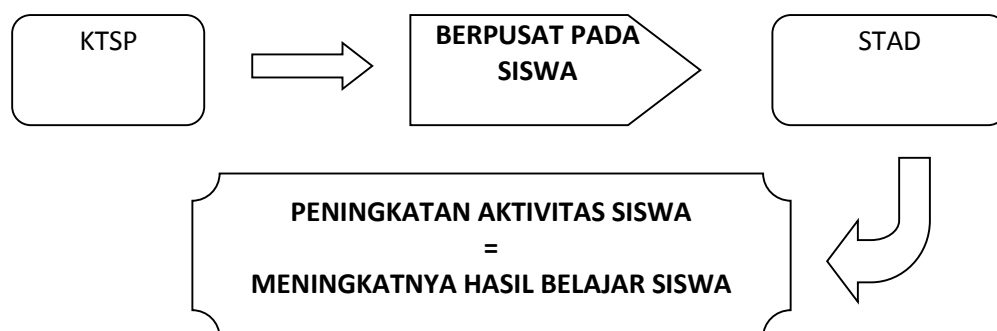 KTSP
BERPUSAT PADA
SISWA
STAD
PENINGKATAN AKTIVITAS SISWA
=
MENINGKATNYA HASIL BELAJAR SISWA